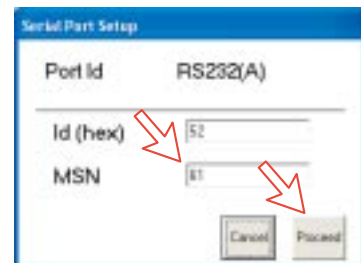 Serial Port Setup
Port Id RS232(A)
Id (hex) 52
MSN 61
Cancel Proceed